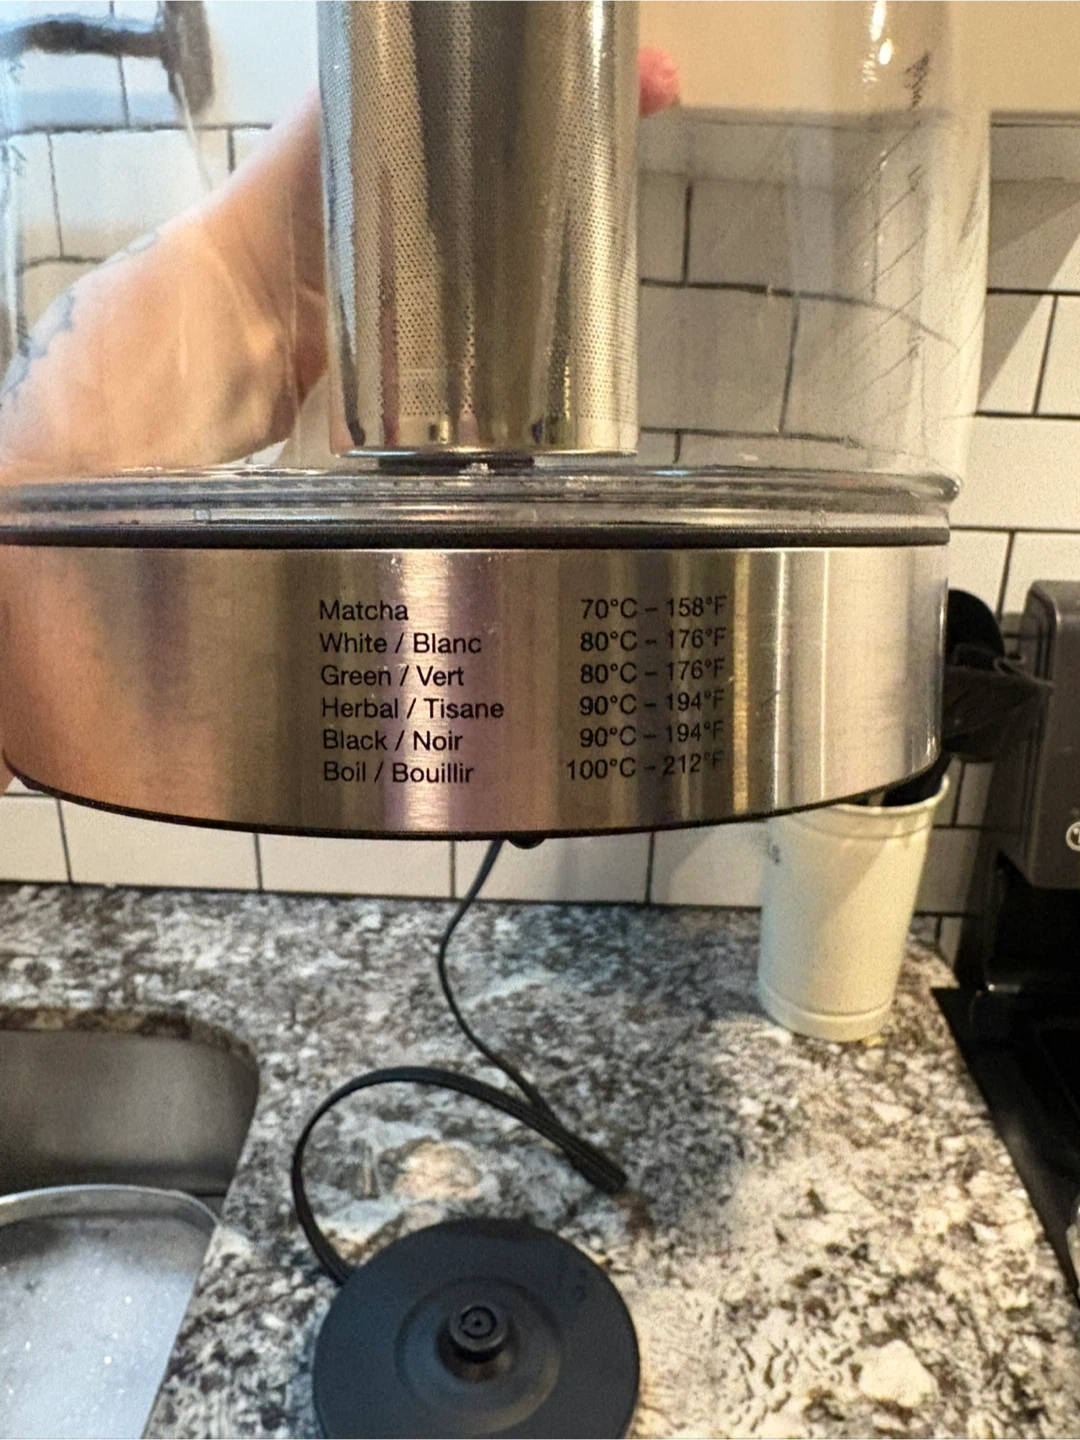 Matcha 70°C – 158°F
White / Blanc 80°C – 176°F
Green / Vert 80°C – 176°F
Herbal / Tisane 90°C – 194°F
Black / Noir 90°C – 194°F
Boil / Bouillir 100°C – 212°F